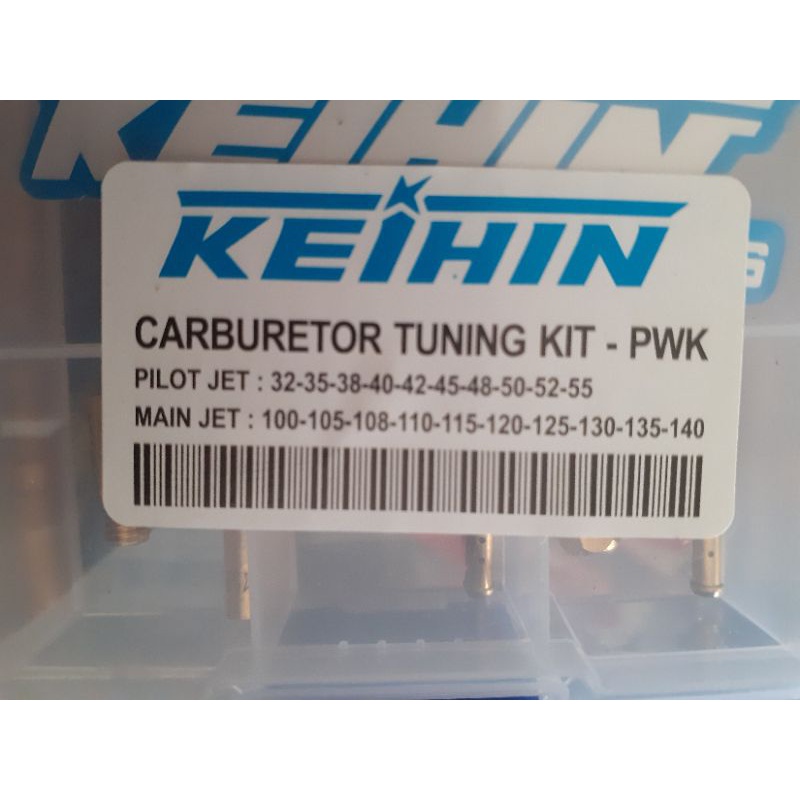 KEIHIN
KEIHIN
CARBURETOR TUNING KIT - PWK
PILOT JET : 32-35-38-40-42-45-48-50-52-55
MAIN JET : 100-105-108-110-115-120-125-130-135-140